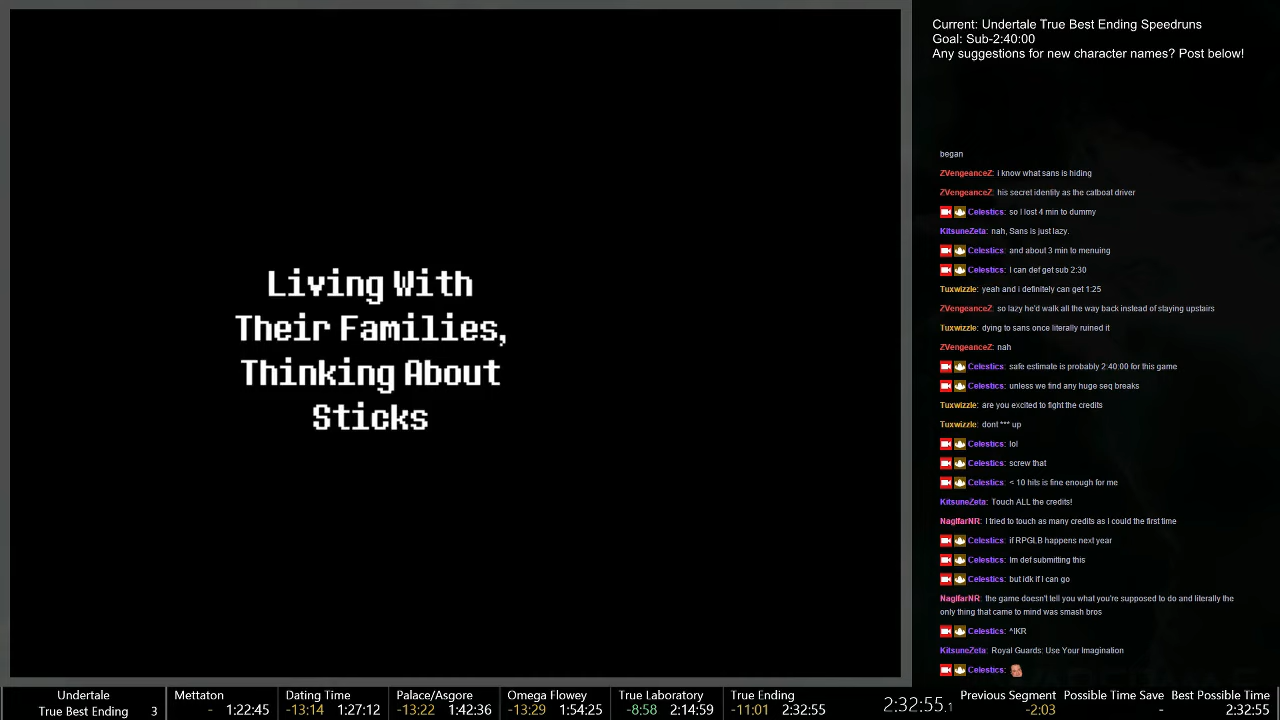 Current: Undertale True Best Ending Speedruns
Goal: Sub-2:40:00
Any suggestions for new character names? Post below!
began
ZVengeanceZ: i know what sans is hiding
ZVengeanceZ: his secret identity as the catboat driver
Celestics: so I lost 4 min to dummy
KitsuneZeta: nah, Sans is just lazy.
Celestics: and about 3 min to menuing
Celestics: I can def get sub 2:30
Tuxwizzle: yeah and i definitely can get 1:25
ZVengeanceZ: so lazy he'd walk all the way back instead of staying upstairs
Tuxwizzle: dying to sans once literally ruined it
ZVengeanceZ: nah
Celestics: safe estimate is probably 2:40:00 for this game
Celestics: unless we find any huge seq breaks
Tuxwizzle: are you excited to fight the credits
Tuxwizzle: dont *** up
Celestics: lol
Celestics: screw that
Celestics: < 10 hits is fine enough for me
KitsuneZeta: Touch ALL the credits!
NaglfarNR: I tried to touch as many credits as I could the first time
Celestics: if RPGLB happens next year
Celestics: Im def submitting this
Celestics: but idk if I can go
NaglfarNR: the game doesn't tell you what you're supposed to do and literally the
only thing that came to mind was smash bros
Celestics: ^IKR
KitsuneZeta: Royal Guards: Use Your Imagination
Celestics:
Living With
Their Families,
Thinking About
Sticks
Undertale
True Best Ending 3
Mettaton
- 1:22:45
Dating Time
-13:14 1:27:12
Palace/Asgore
-13:22 1:42:36
Omega Flowey
-13:29 1:54:25
True Laboratory
-8:58 2:14:59
True Ending
-11:01 2:32:55
2:32:55.1
Previous Segment
-2:03
Possible Time Save
-
Best Possible Time
2:32:55